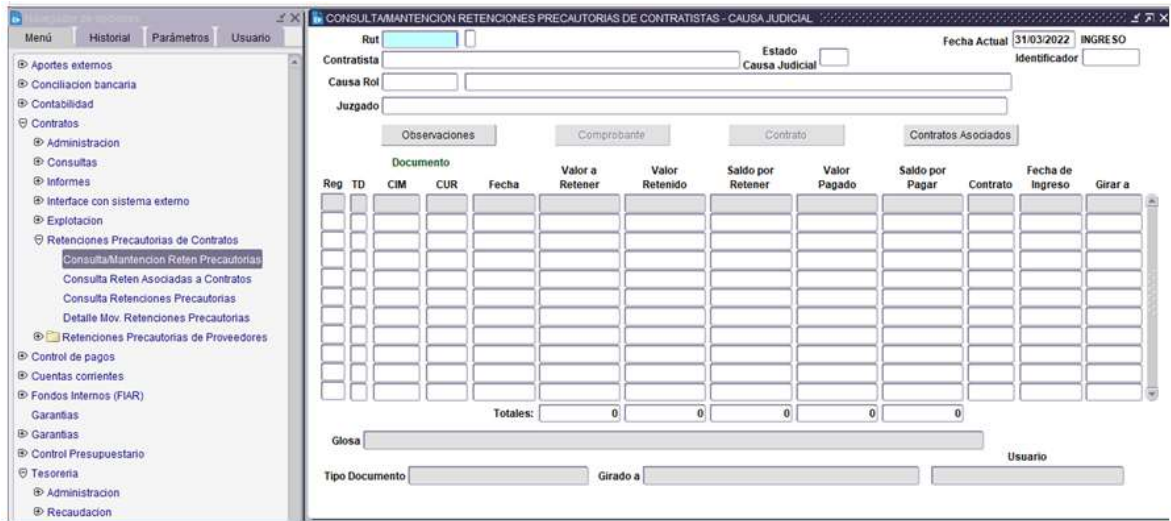 Menú Historial Parámetros Usuario
Aportes externos
Conciliacion bancaria
Contabilidad
Contratos
Administracion
Consultas
Informes
Interface con sistema externo
Explotacion
Retenciones Precautorias de Contratos
Consulta/Mantencion Reten Precautorias
Consulta Reten Asociadas a Contratos
Consulta Retenciones Precautorias
Detalle Mov. Retenciones Precautorias
Retenciones Precautorias de Proveedores
Control de pagos
Cuentas corrientes
Fondos Internos (FIAR)
Garantias
Garantias
Control Presupuestario
Tesoreria
Administracion
Recaudacion
CONSULTA/MANTENCION RETENCIONES PRECAUTORIAS DE CONTRATISTAS - CAUSA JUDICIAL
Rut Fecha Actual 31/03/2022 INGRESO
Contratista Estado Causa Judicial Identificador
Causa Rol
Juzgado
Observaciones Comprobante Contrato Contratos Asociados
Documento
Reg TD CIM CUR Fecha Valor a Retener Valor Retenido Saldo por Retener Valor Pagado Saldo por Pagar Contrato Fecha de Ingreso Girar a
Totales: 0 0 0 0 0
Glosa
Usuario
Tipo Documento Girado a